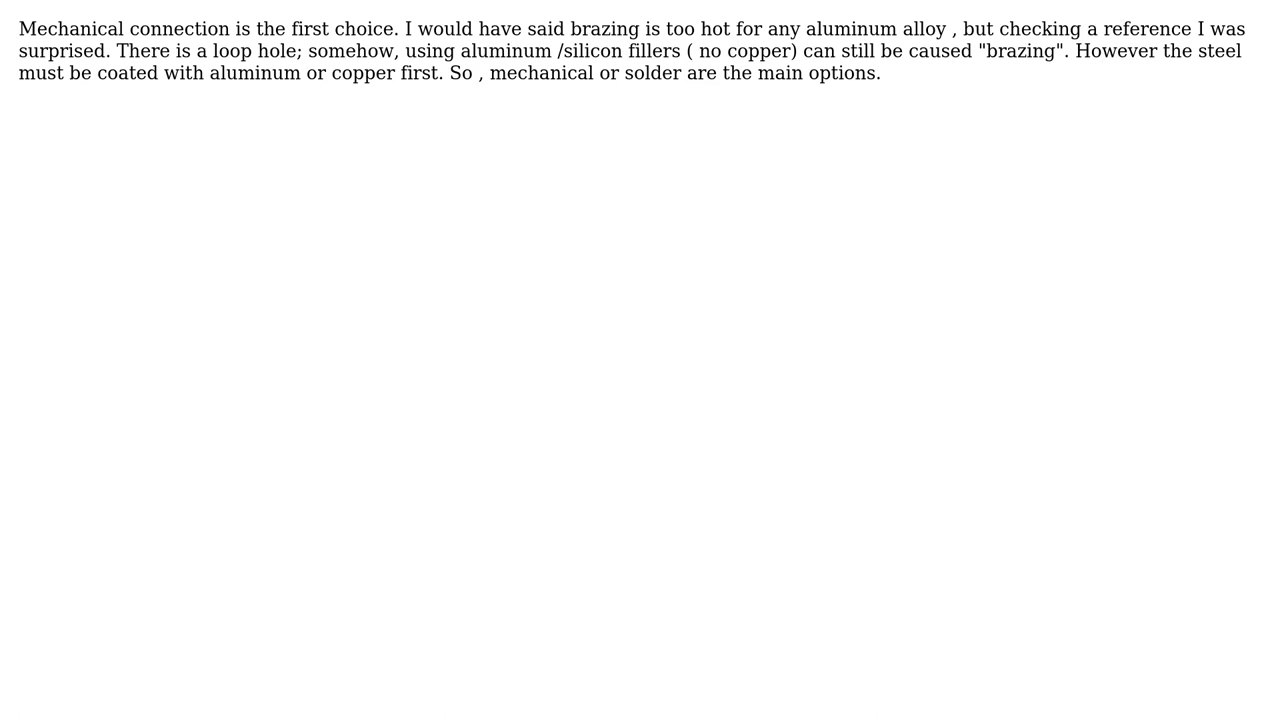 Mechanical connection is the first choice. I would have said brazing is too hot for any aluminum alloy , but checking a reference I was
surprised. There is a loop hole; somehow, using aluminum /silicon fillers ( no copper) can still be caused "brazing". However the steel
must be coated with aluminum or copper first. So , mechanical or solder are the main options.